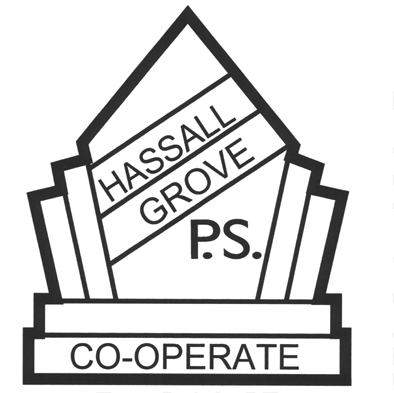 HASSALL
GROVE
P.S.
CO-OPERATE